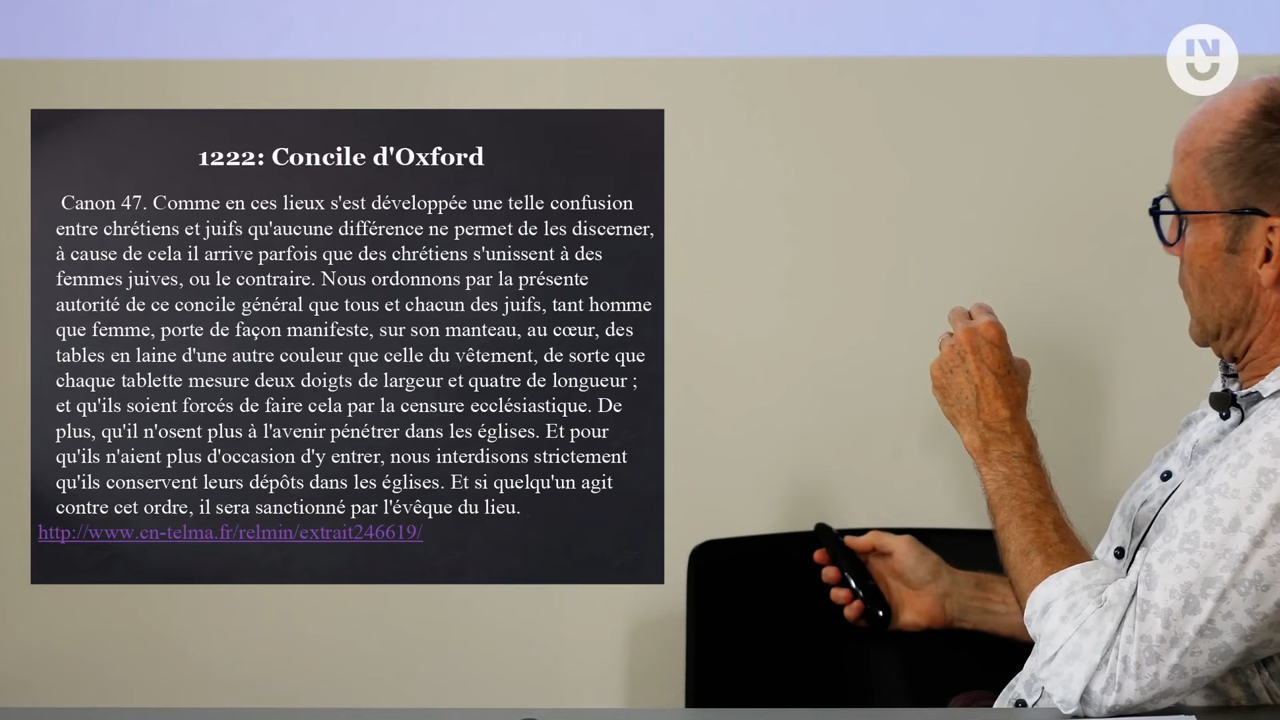 1222: Concile d'Oxford
Canon 47. Comme en ces lieux s'est développée une telle confusion
entre chrétiens et juifs qu'aucune différence ne permet de les discerner,
à cause de cela il arrive parfois que des chrétiens s'unissent à des
femmes juives, ou le contraire. Nous ordonnons par la présente
autorité de ce concile général que tous et chacun des juifs, tant homme
que femme, porte de façon manifeste, sur son manteau, au cœur, des
tables en laine d'une autre couleur que celle du vêtement, de sorte que
chaque tablette mesure deux doigts de largeur et quatre de longueur ;
et qu'ils soient forcés de faire cela par la censure ecclésiastique. De
plus, qu'il n'osent plus à l'avenir pénétrer dans les églises. Et pour
qu'ils n'aient plus d'occasion d'y entrer, nous interdisons strictement
qu'ils conservent leurs dépôts dans les églises. Et si quelqu'un agit
contre cet ordre, il sera sanctionné par l'évêque du lieu.
http://www.cn-telma.fr/relmin/extrait246619/